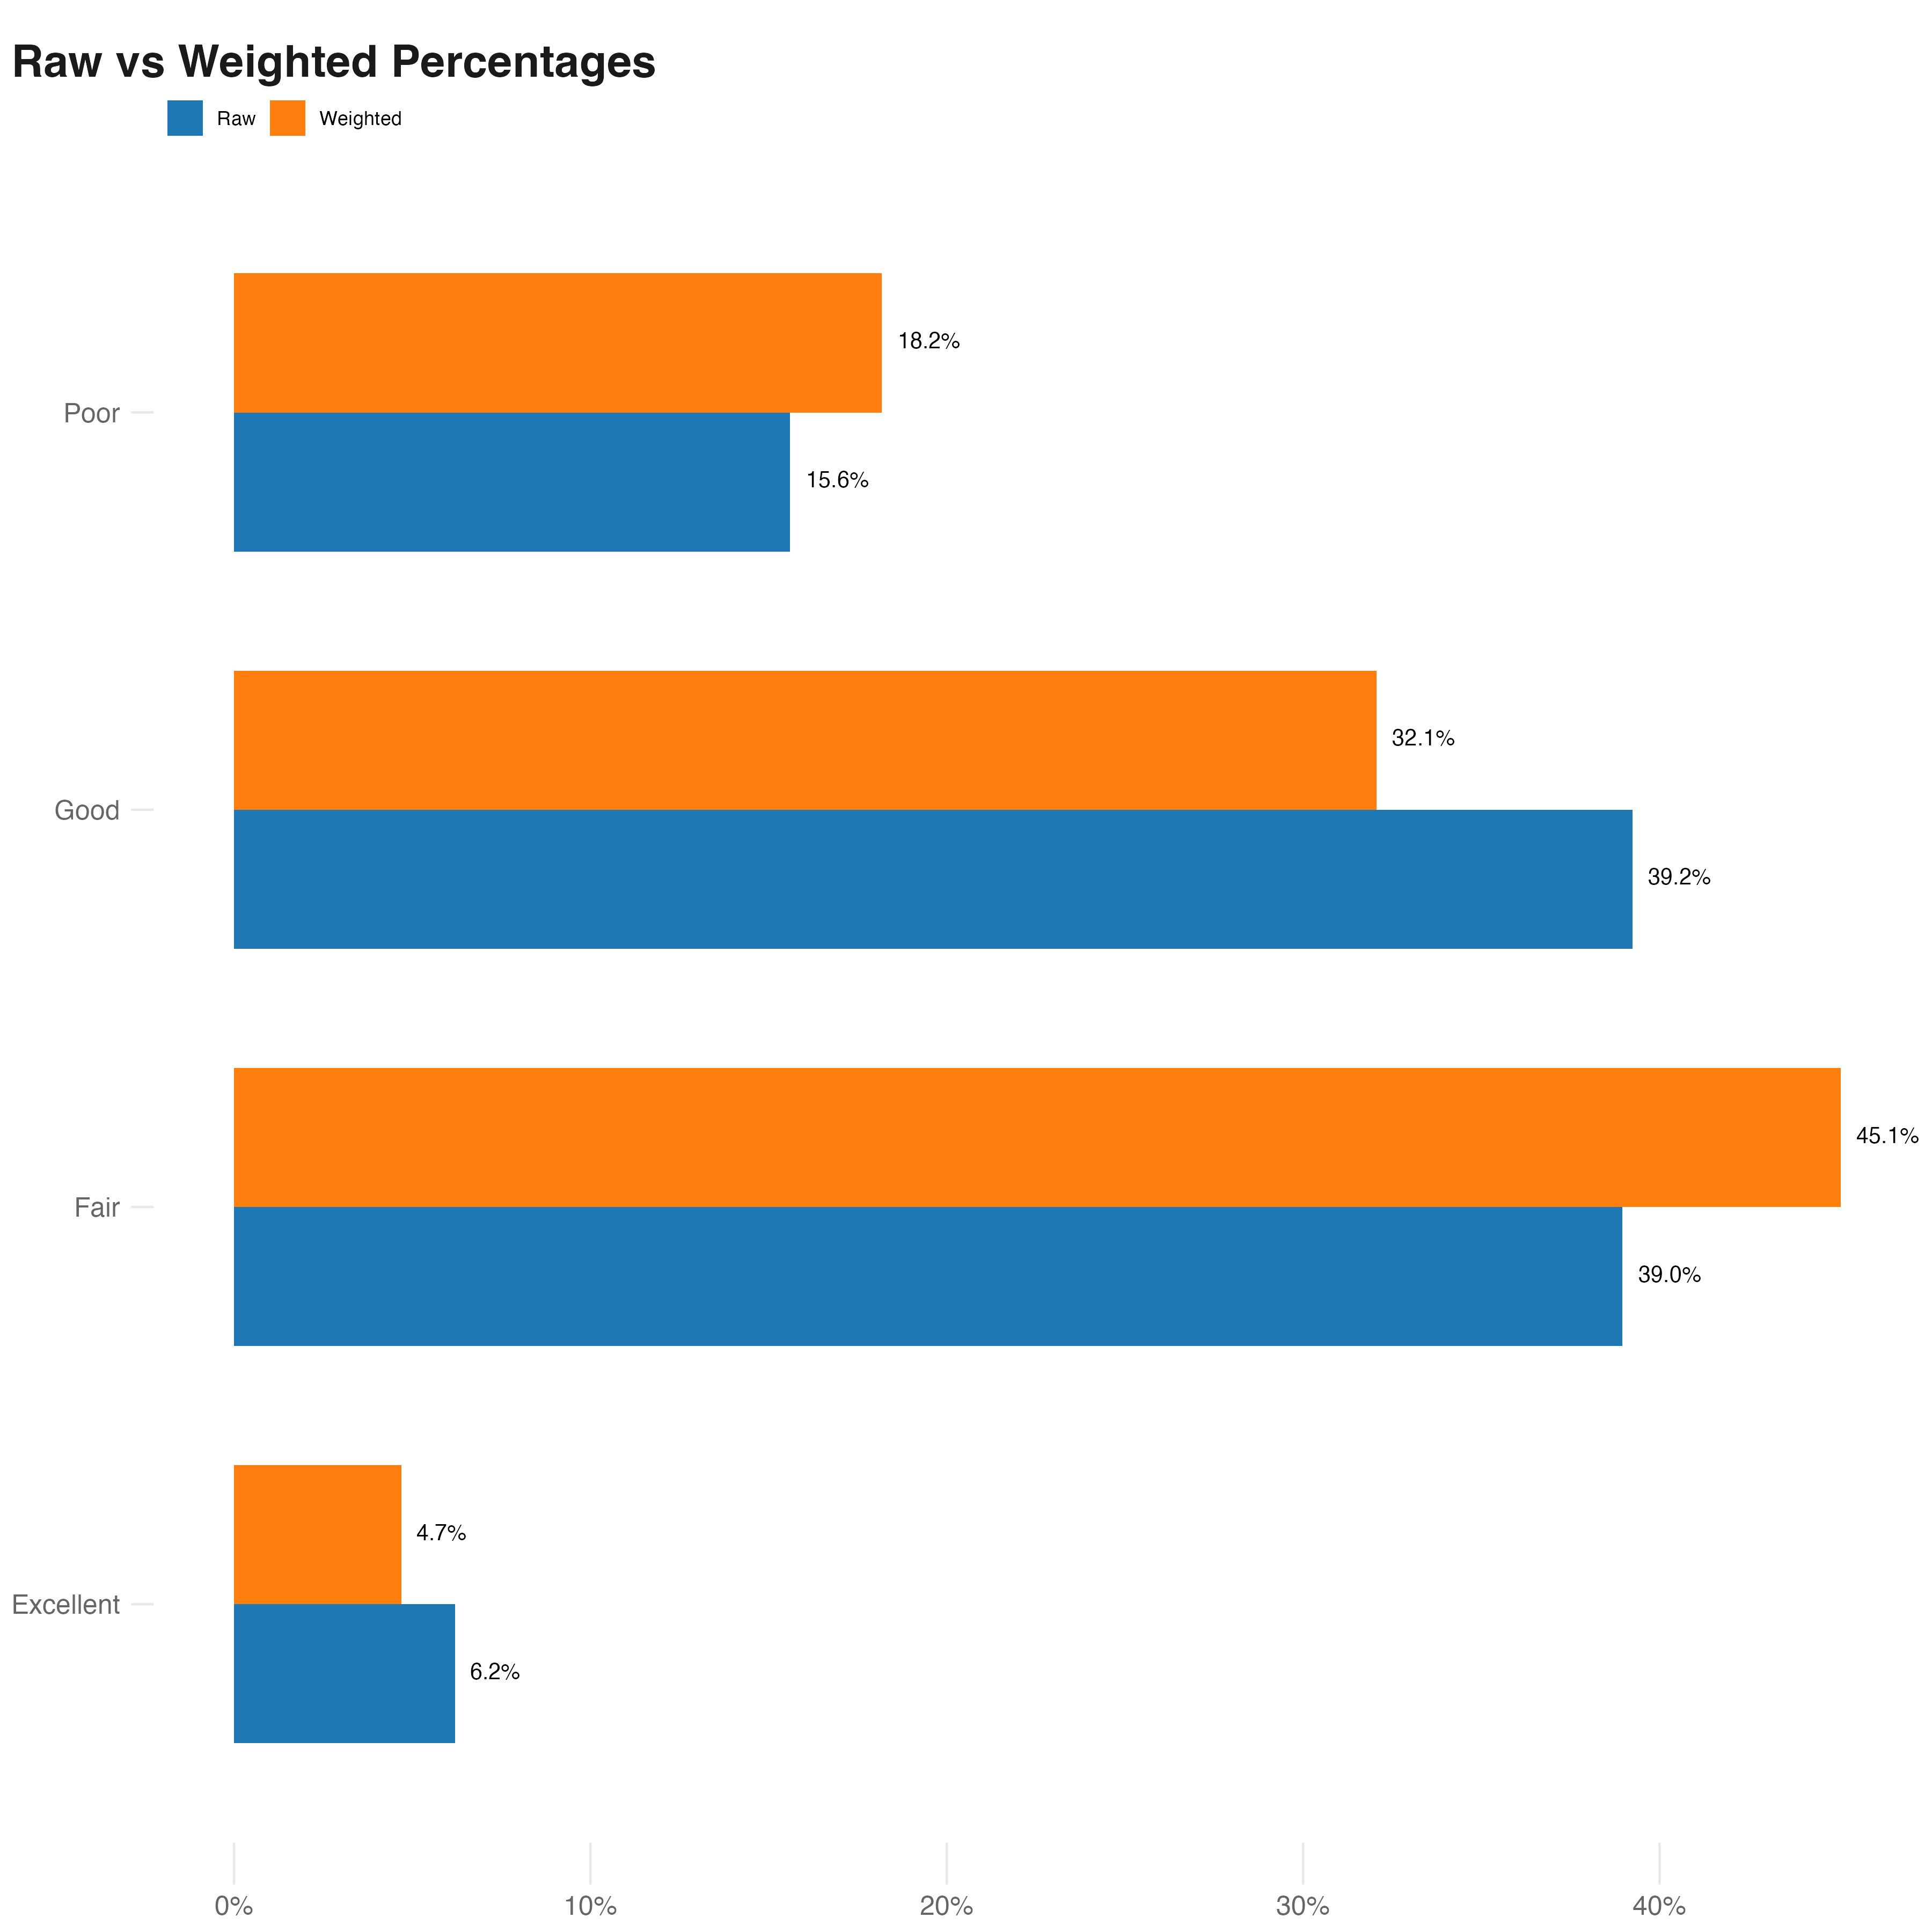 Raw vs Weighted Percentages
Raw Weighted
18.2%
Poor
15.6%
32.1%
Good
39.2%
45.1%
Fair
39.0%
4.7%
Excellent
6.2%
0% 10% 20% 30% 40%